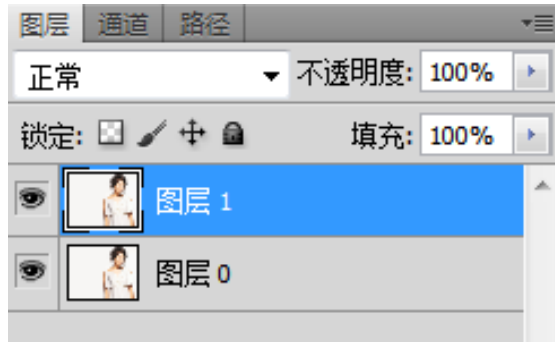 图层 通道 路径
正常 不透明度: 100%
锁定: 填充: 100%
图层 1
图层 0